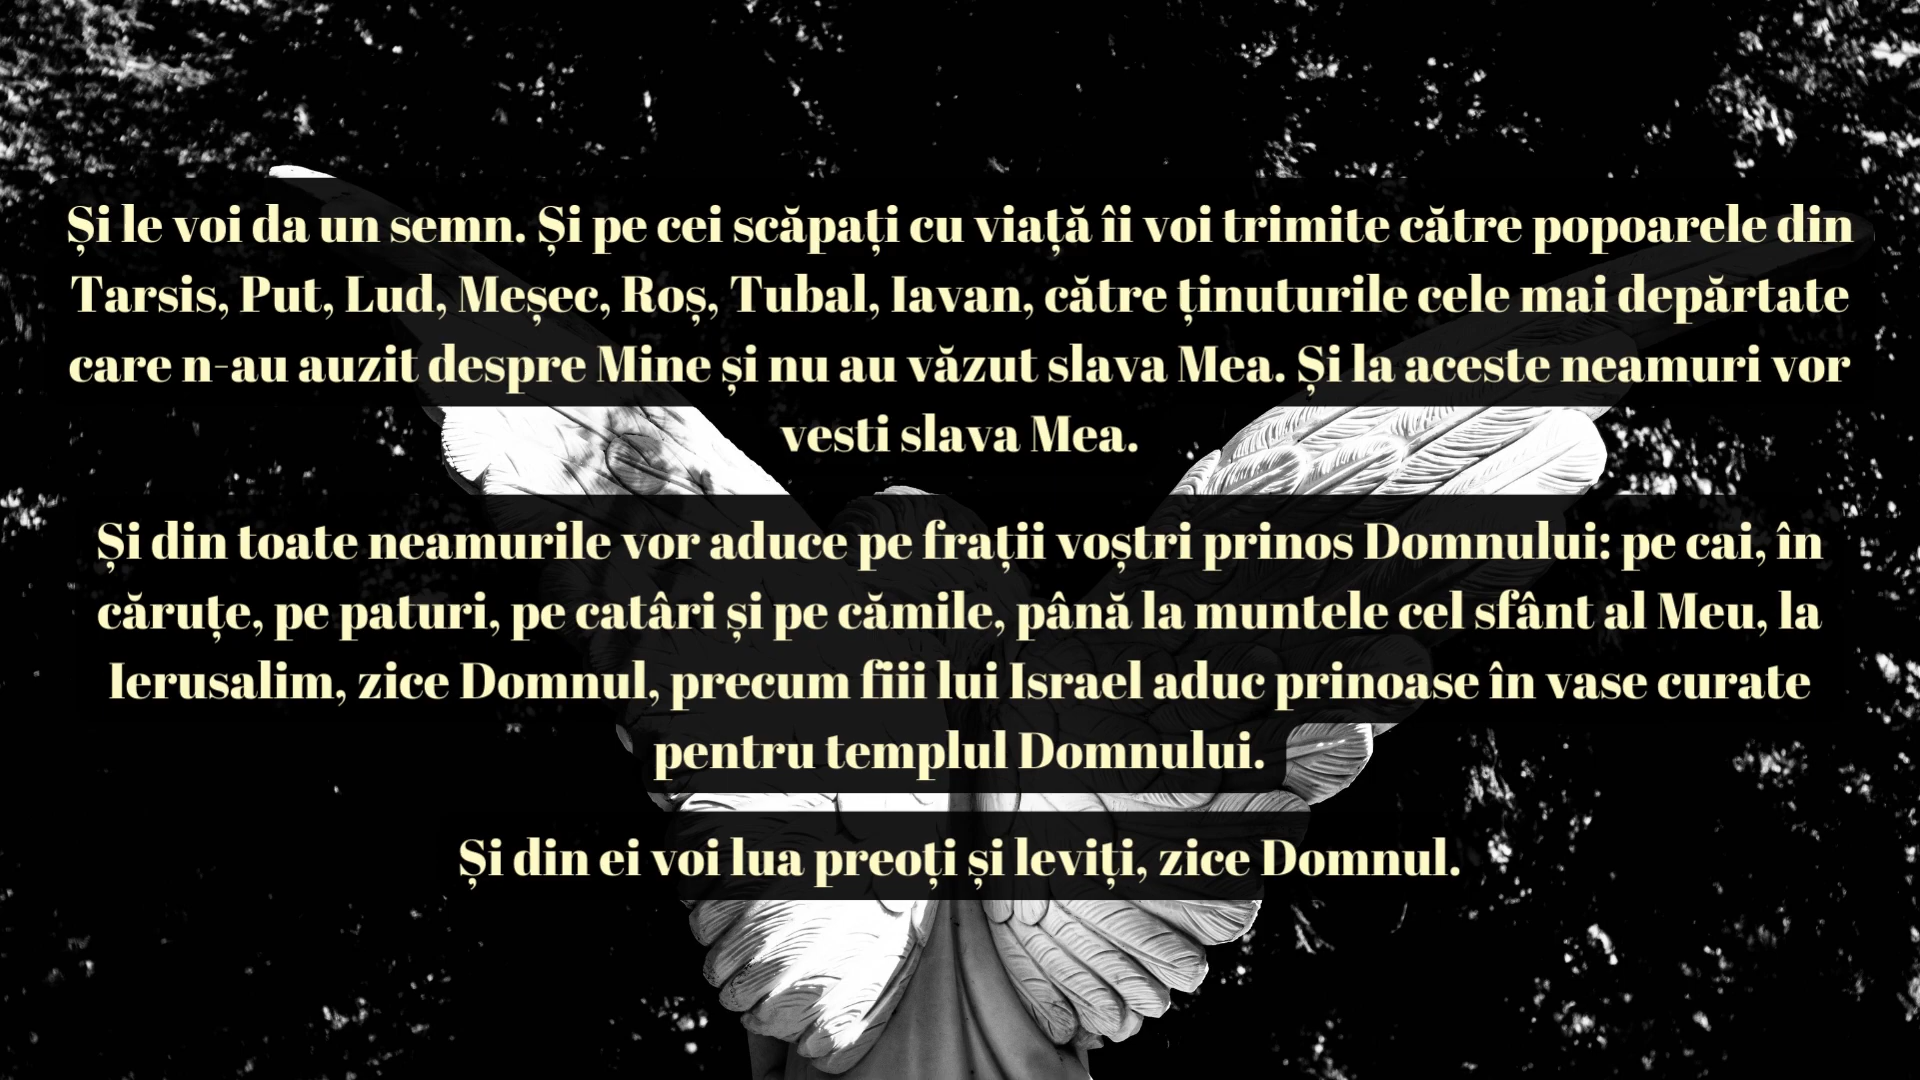 Și le voi da un semn. Și pe cei scăpați cu viață îi voi trimite către popoarele din
Tarsis, Put, Lud, Meșec, Roș, Tubal, Iavan, către ținuturile cele mai depărtate
care n-au auzit despre Mine și nu au văzut slava Mea. Și la aceste neamuri vor
vesti slava Mea.
Și din toate neamurile vor aduce pe frații voștri prinos Domnului: pe cai, în
căruțe, pe paturi, pe catâri și pe cămile, până la muntele cel sfânt al Meu, la
Ierusalim, zice Domnul, precum fiii lui Israel aduc prinoase în vase curate
pentru templul Domnului.
Și din ei voi lua preoți și leviți, zice Domnul.